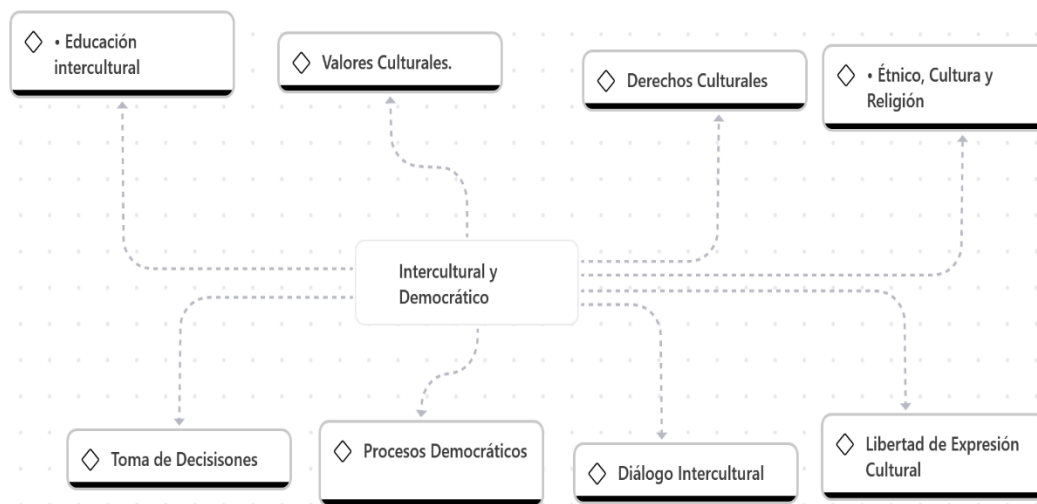 • Educación
intercultural
Valores Culturales.
Derechos Culturales
• Étnico, Cultura y
Religión
Intercultural y
Democrático
Toma de Decisisones
Procesos Democráticos
Diálogo Intercultural
Libertad de Expresión
Cultural